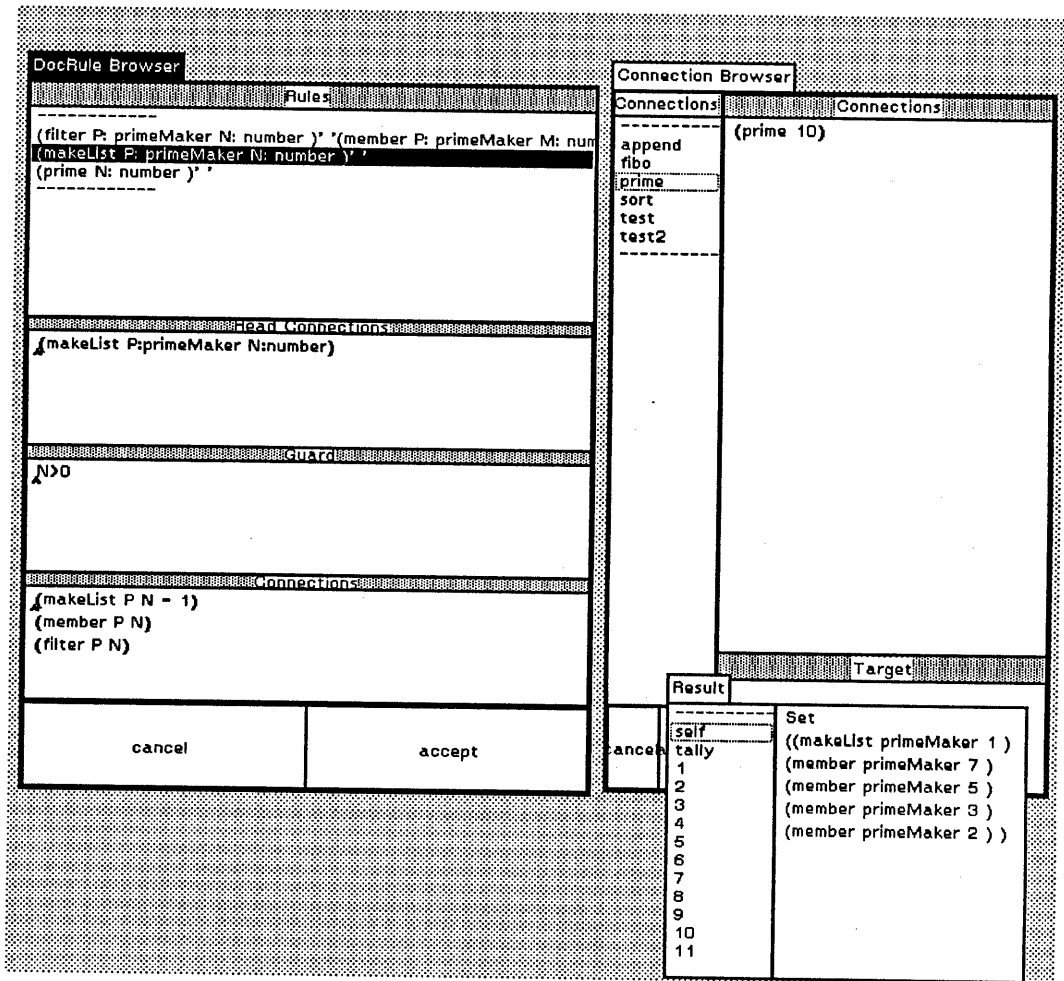 DocRule Browser
Rules
-------------
(filter P: primeMaker N: number )' '(member P: primeMaker M: num
(makeList P: primeMaker N: number )' '
(prime N: number )' '
-------------
Head Connections
(makeList P:primeMaker N:number)
Guard
N>0
Connections
(makeList P N - 1)
(member P N)
(filter P N)
cancel
accept
Connection Browser
Connections
-----------
append
fibo
prime
sort
test
test2
-----------
Connections
(prime 10)
Target
cancel
Result
-----------
self
tally
1
2
3
4
5
6
7
8
9
10
11
Set
((makeList primeMaker 1 )
(member primeMaker 7 )
(member primeMaker 5 )
(member primeMaker 3 )
(member primeMaker 2 ) )